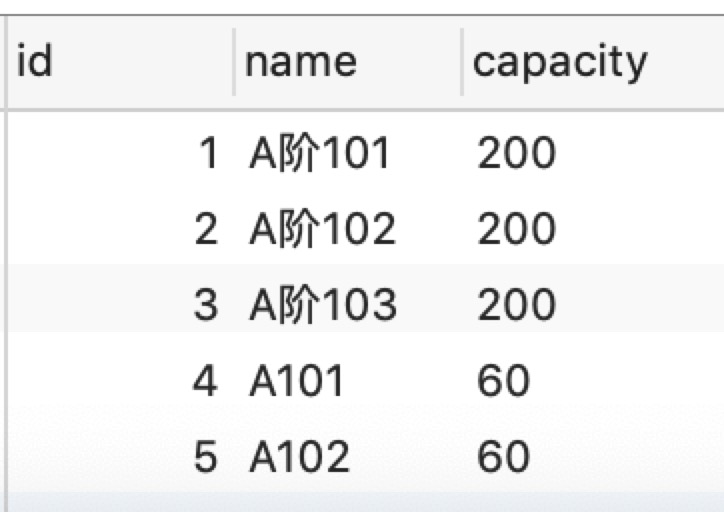 id name capacity
1 A阶101 200
2 A阶102 200
3 A阶103 200
4 A101 60
5 A102 60